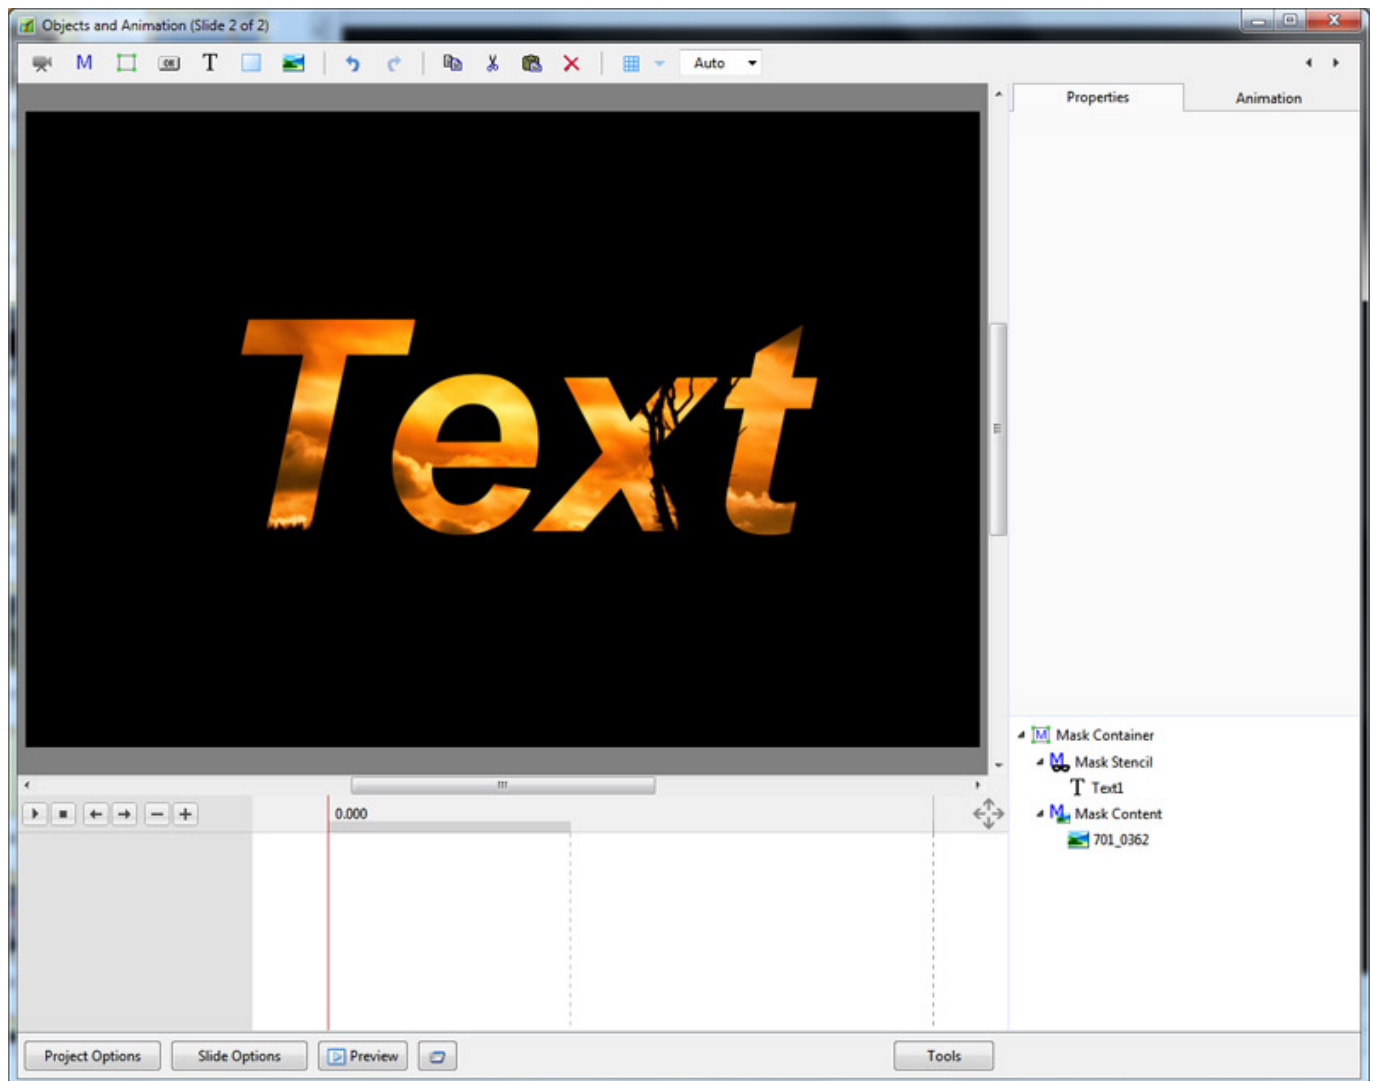 Objects and Animation (Slide 2 of 2)
M OK T Auto
Properties Animation
Text
M Mask Container
M Mask Stencil
T Text1
M Mask Content
701_0362
0.000
Project Options Slide Options Preview Tools